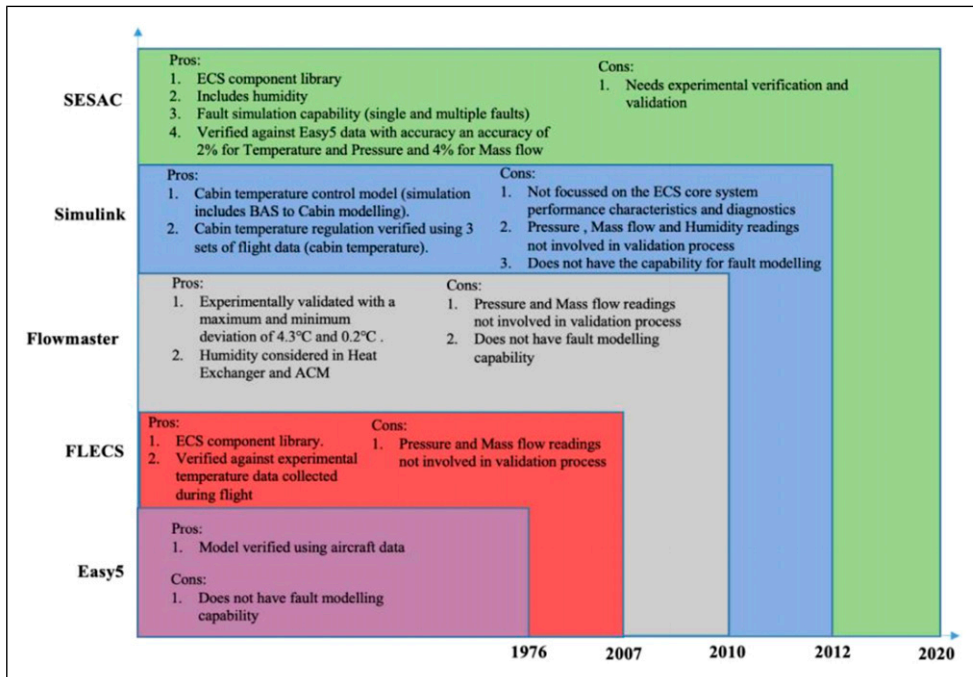 SESAC
Pros:
1. ECS component library
2. Includes humidity
3. Fault simulation capability (single and multiple faults)
4. Verified against Easy5 data with accuracy an accuracy of
2% for Temperature and Pressure and 4% for Mass flow
Cons:
1. Needs experimental verification and
validation
Simulink
Pros:
1. Cabin temperature control model (simulation
includes BAS to Cabin modelling).
2. Cabin temperature regulation verified using 3
sets of flight data (cabin temperature).
Cons:
1. Not focussed on the ECS core system
performance characteristics and diagnostics
2. Pressure , Mass flow and Humidity readings
not involved in validation process
3. Does not have the capability for fault modelling
Flowmaster
Pros:
1. Experimentally validated with a
maximum and minimum
deviation of 4.3°C and 0.2°C .
2. Humidity considered in Heat
Exchanger and ACM
Cons:
1. Pressure and Mass flow readings
not involved in validation process
2. Does not have fault modelling
capability
FLECS
Pros:
1. ECS component library.
2. Verified against experimental
temperature data collected
during flight
Cons:
1. Pressure and Mass flow readings
not involved in validation process
Easy5
Pros:
1. Model verified using aircraft data
Cons:
1. Does not have fault modelling
capability
1976
2007
2010
2012
2020